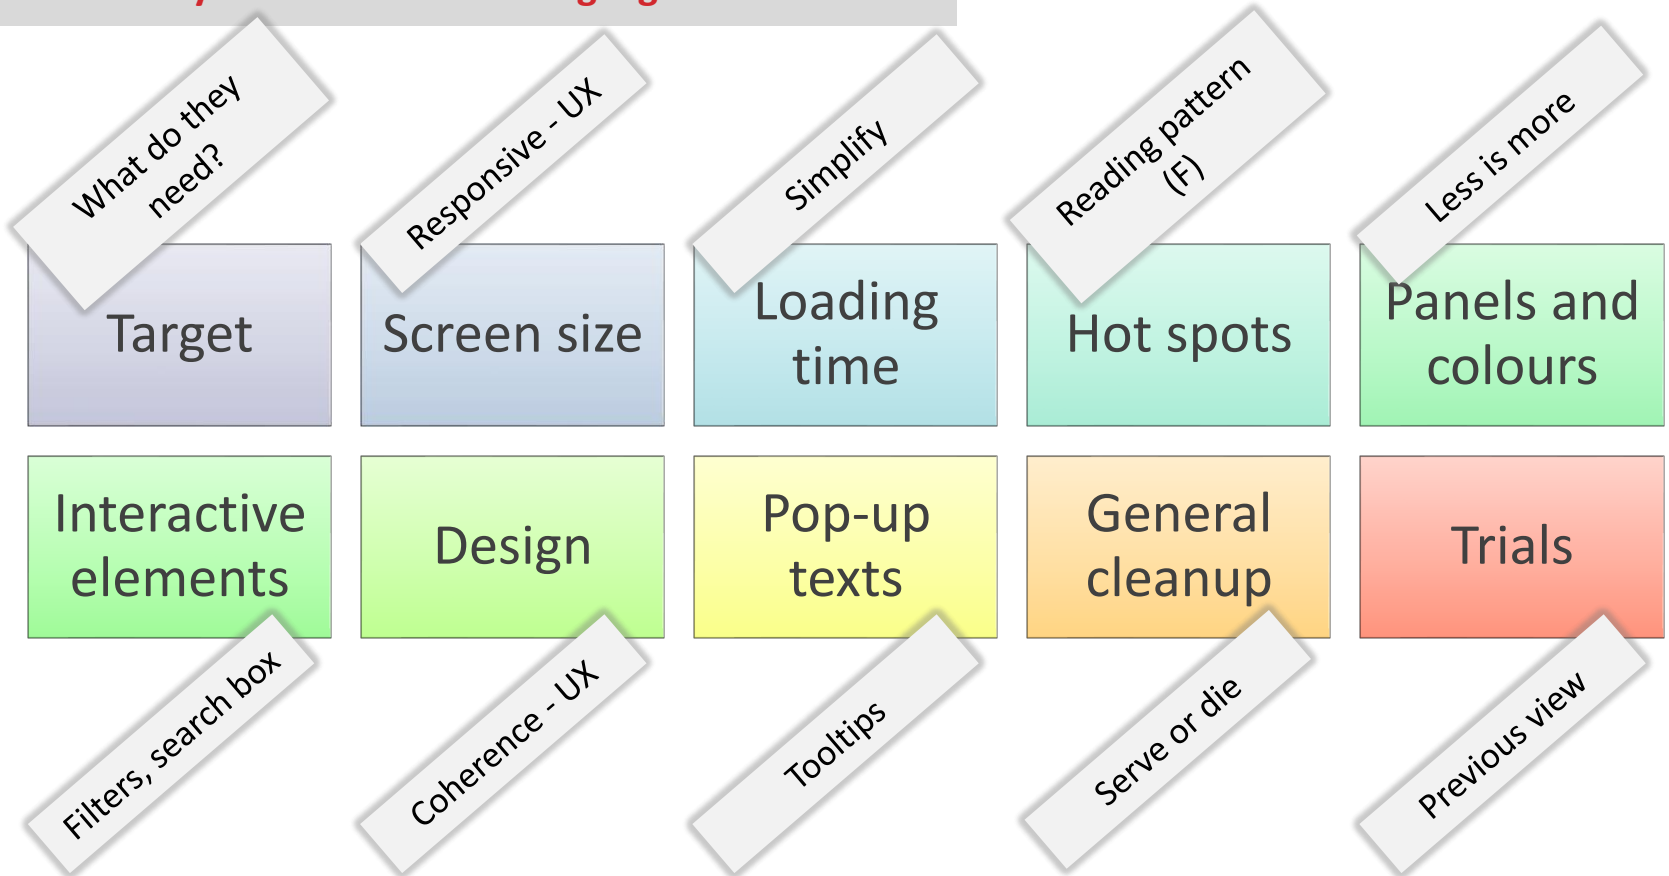 What do they
need?
Responsive - UX
Simplify
Reading pattern
(F)
Less is more
Target
Screen size
Loading
time
Hot spots
Panels and
colours
Interactive
elements
Design
Pop-up
texts
General
cleanup
Trials
Filters, search box
Coherence - UX
Tooltips
Serve or die
Previous view